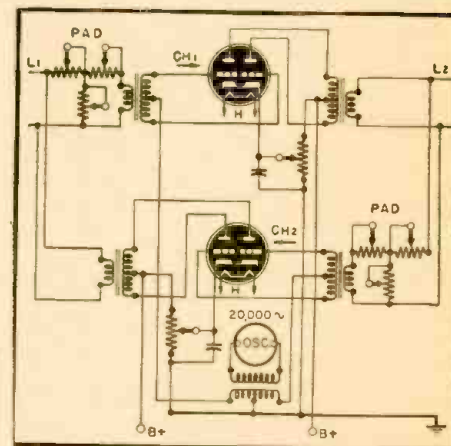 PAD
L1
CH1
L2
H
PAD
CH2
H
20,000~
OSC
B+
B+